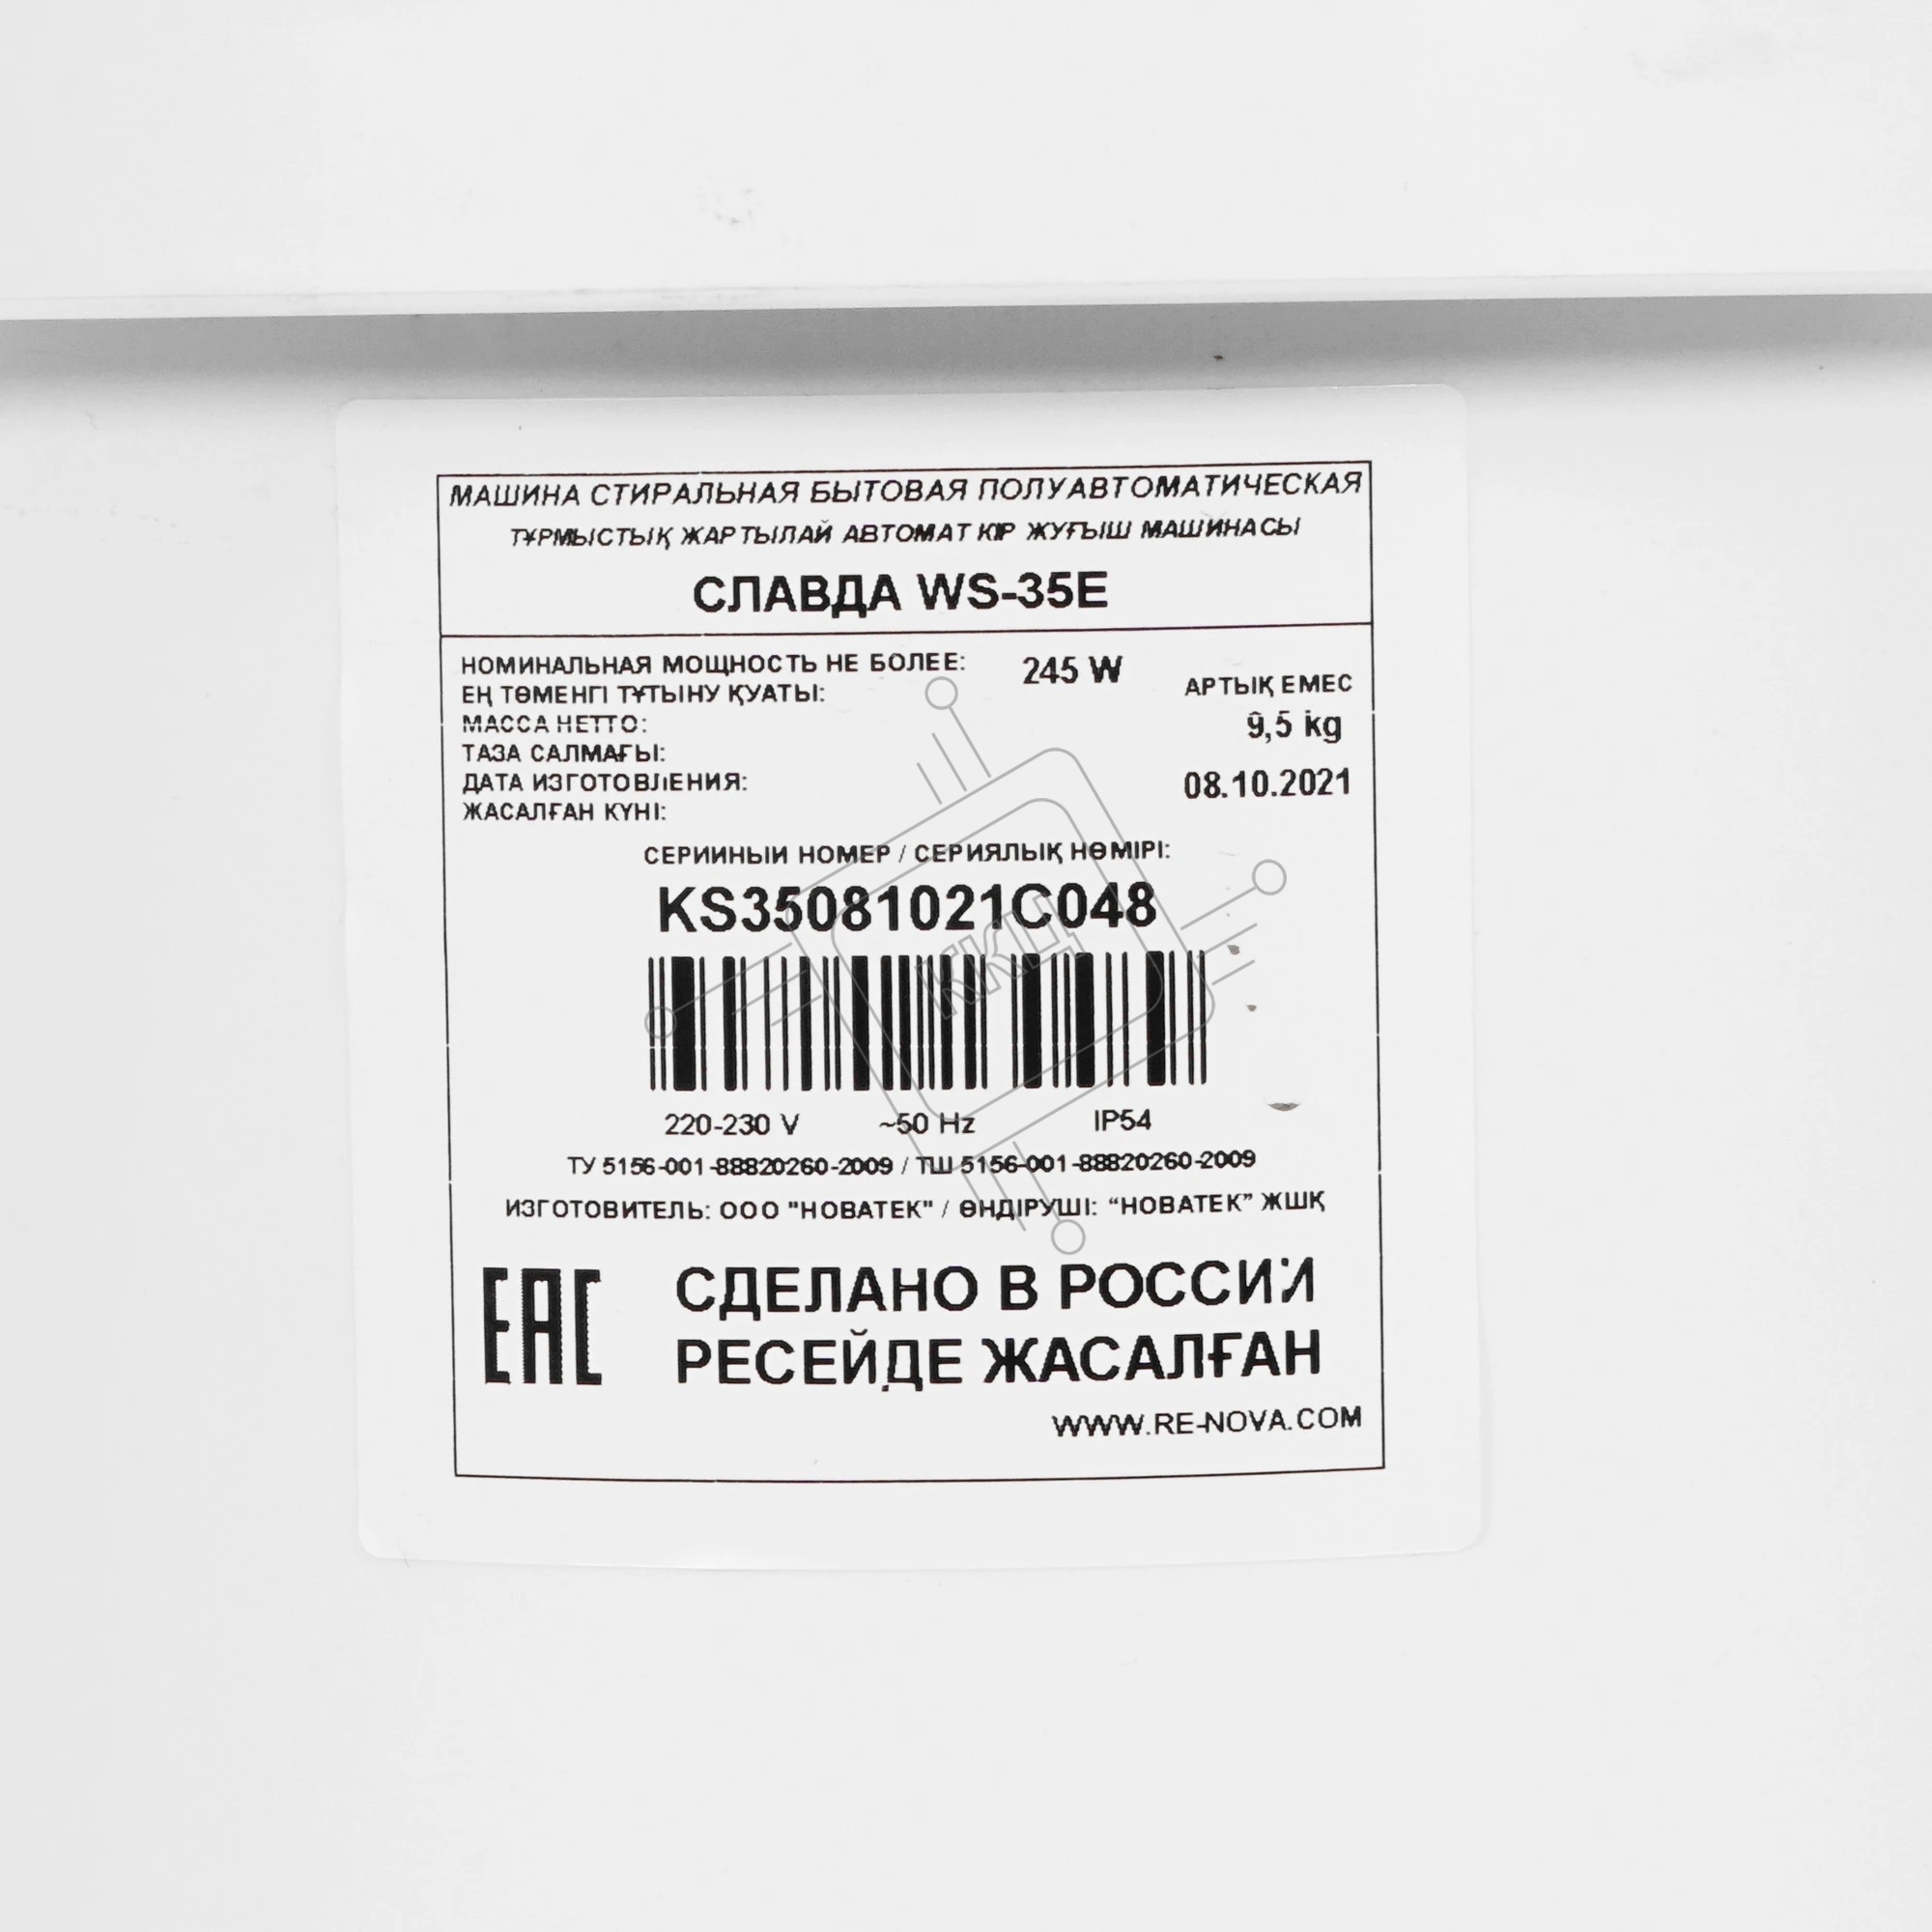 МАШИНА СТИРАЛЬНАЯ БЫТОВАЯ ПОЛУАВТОМАТИЧЕСКАЯ
ТҰРМЫСТЫҚ ЖАРТЫЛАЙ АВТОМАТ КІР ЖУҒЫШ МАШИНАСЫ
СЛАВДА WS-35E
НОМИНАЛЬНАЯ МОЩНОСТЬ НЕ БОЛЕЕ: 245 W
ЕҢ ТӨМЕНГІ ТҰТЫНУ ҚУАТЫ: АРТЫҚ ЕМЕС
МАССА НЕТТО: 9,5 kg
ТАЗА САЛМАҒЫ:
ДАТА ИЗГОТОВЛЕНИЯ: 08.10.2021
ЖАСАЛҒАН КҮНІ:
СЕРИЙНЫЙ НОМЕР / СЕРИЯЛЫҚ НӨМІРІ:
KS35081021C048
ККЦ
220-230 V ~50 Hz IP54
ТУ 5156-001-88820260-2009 / ТШ 5156-001-88820260-2009
ИЗГОТОВИТЕЛЬ: ООО "НОВАТЕК" / ӨНДІРУШІ: “НОВАТЕК” ЖШҚ
EAC
СДЕЛАНО В РОССИИ
РЕСЕЙДЕ ЖАСАЛҒАН
WWW.RE-NOVA.COM